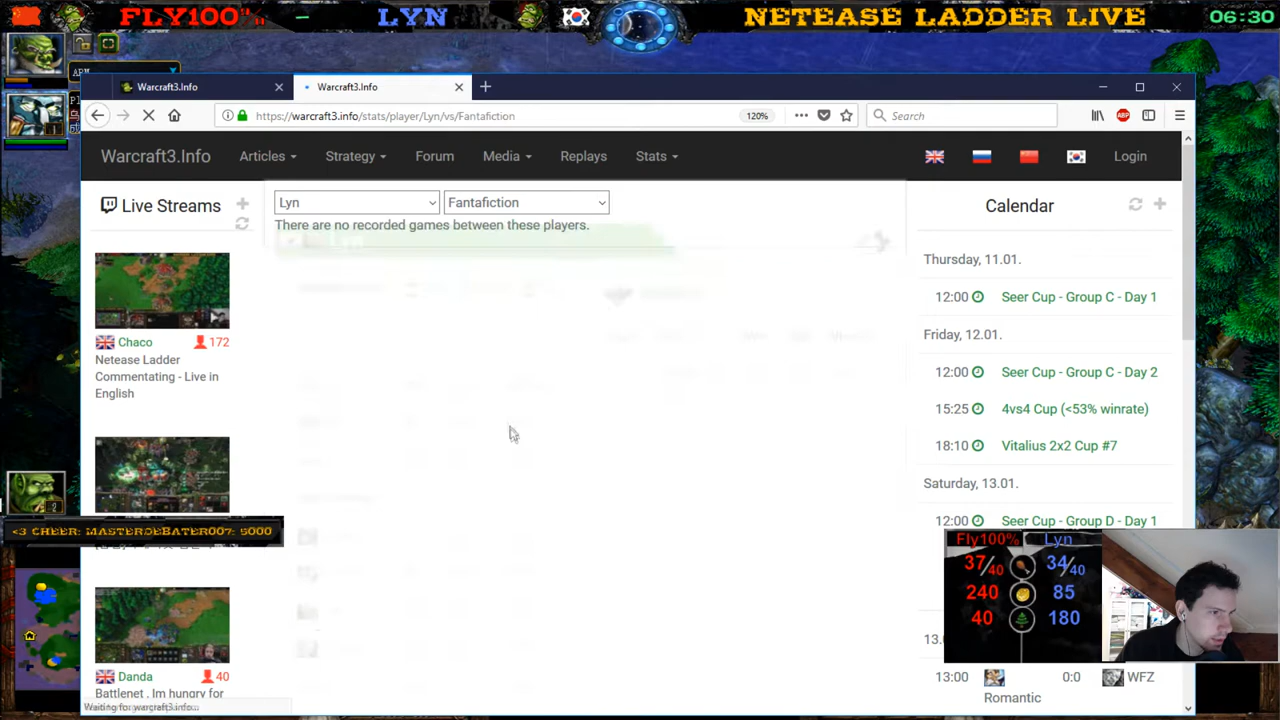 FLY100%
LYN
NETEASE LADDER LIVE
06:30
Warcraft3.Info
Warcraft3.Info
https://warcraft3.info/stats/player/Lyn/vs/Fantafiction
120%
Search
ABP
Warcraft3.Info
Articles
Strategy
Forum
Media
Replays
Stats
Login
Live Streams
Chaco
172
Netease Ladder
Commentating - Live in
English
Danda
40
Battlenet , Im hungry for
Lyn
Fantafiction
There are no recorded games between these players.
Calendar
Thursday, 11.01.
12:00 Seer Cup - Group C - Day 1
Friday, 12.01.
12:00 Seer Cup - Group C - Day 2
15:25 4vs4 Cup (<53% winrate)
18:10 Vitalius 2x2 Cup #7
Saturday, 13.01.
12:00 Seer Cup - Group D - Day 1
13:00
0:0
WFZ
Romantic
<3 CHEER: MASTERDEBATER007: 5000
Fly100% Lyn
37/40 34/40
240 85
40 180
Waiting for warcraft3.info...